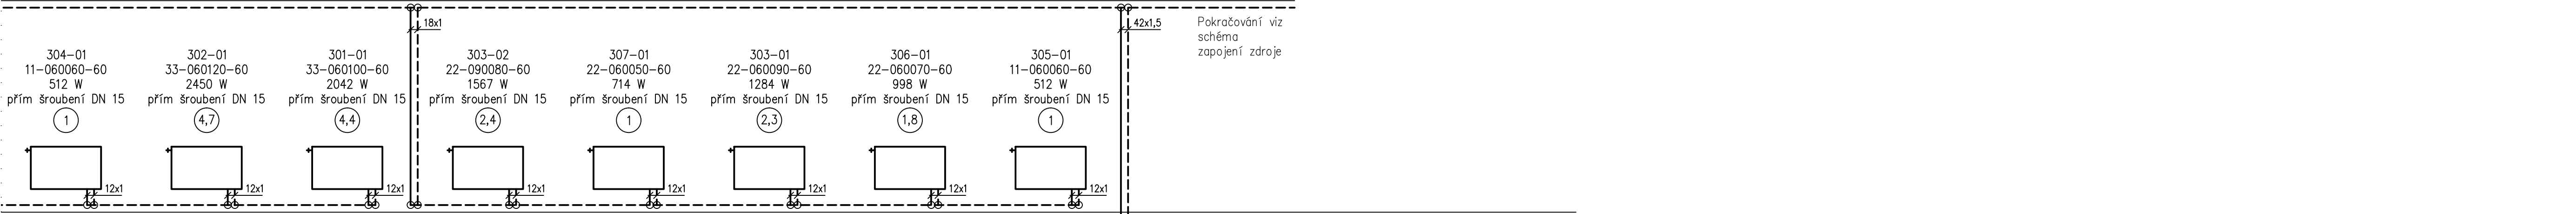 18x1
42x1,5
Pokračování viz
schéma
zapojení zdroje
304-01
11-060060-60
512 W
přím šroubení DN 15
1
12x1
302-01
33-060120-60
2450 W
přím šroubení DN 15
4,7
12x1
301-01
33-060100-60
2042 W
přím šroubení DN 15
4,4
12x1
303-02
22-090080-60
1567 W
přím šroubení DN 15
2,4
12x1
307-01
22-060050-60
714 W
přím šroubení DN 15
1
12x1
303-01
22-060090-60
1284 W
přím šroubení DN 15
2,3
12x1
306-01
22-060070-60
998 W
přím šroubení DN 15
1,8
12x1
305-01
11-060060-60
512 W
přím šroubení DN 15
1
12x1